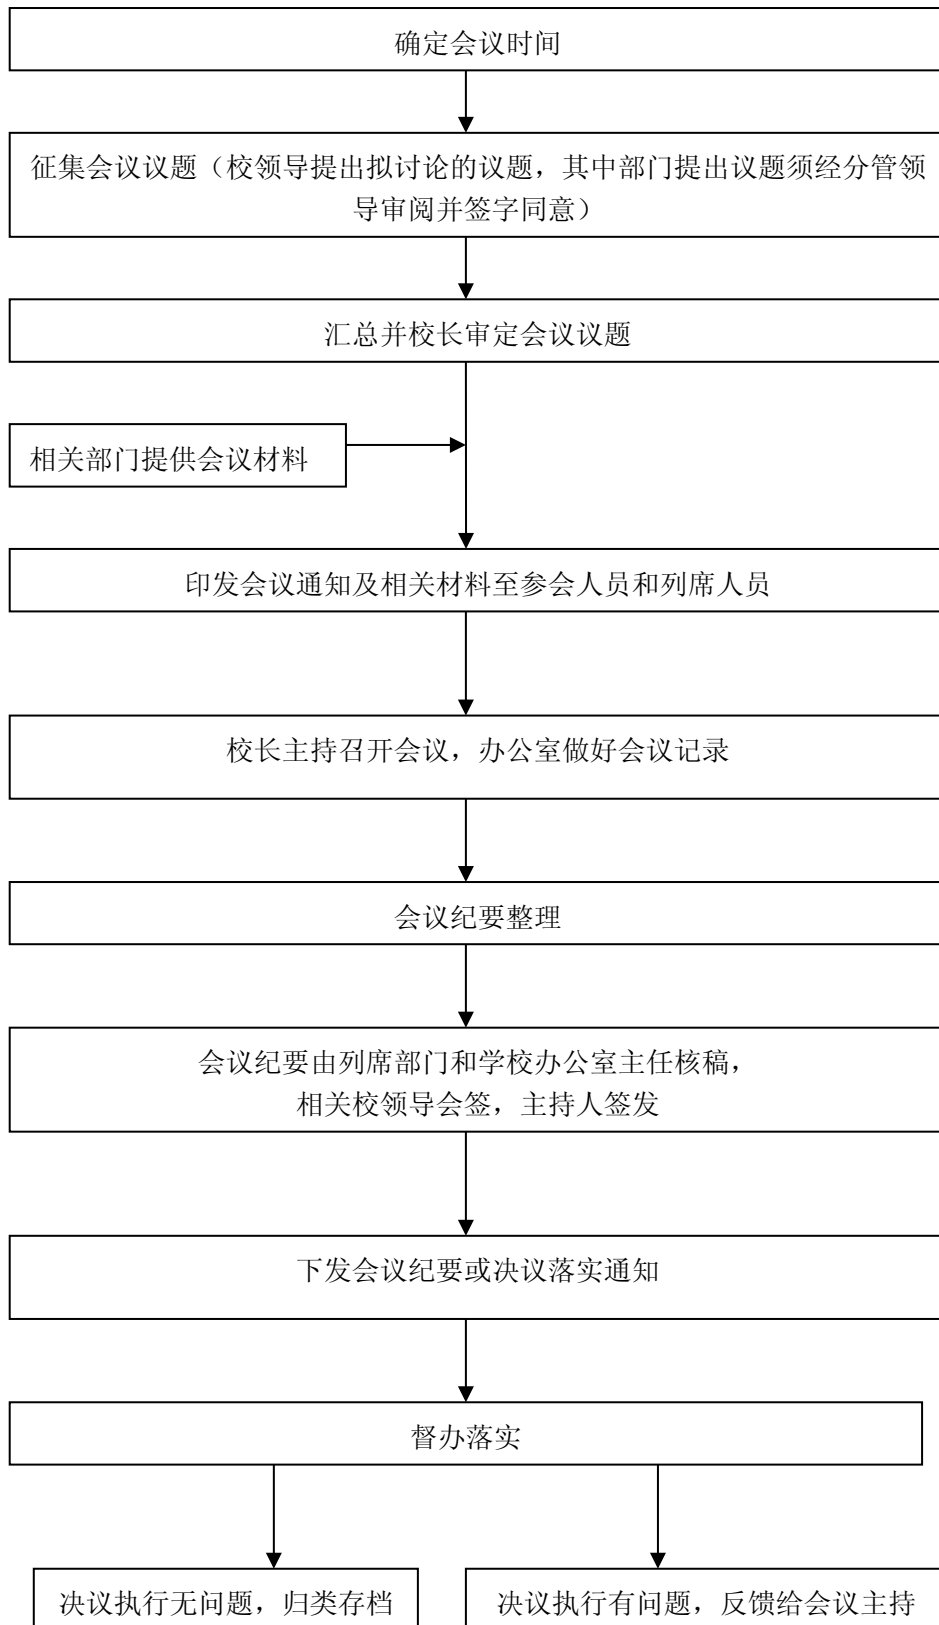 确定会议时间
征集会议议题（校领导提出拟讨论的议题，其中部门提出议题须经分管领
导审阅并签字同意）
汇总并校长审定会议议题
相关部门提供会议材料
印发会议通知及相关材料至参会人员和列席人员
校长主持召开会议，办公室做好会议记录
会议纪要整理
会议纪要由列席部门和学校办公室主任核稿，
相关校领导会签，主持人签发
下发会议纪要或决议落实通知
督办落实
决议执行无问题，归类存档
决议执行有问题，反馈给会议主持